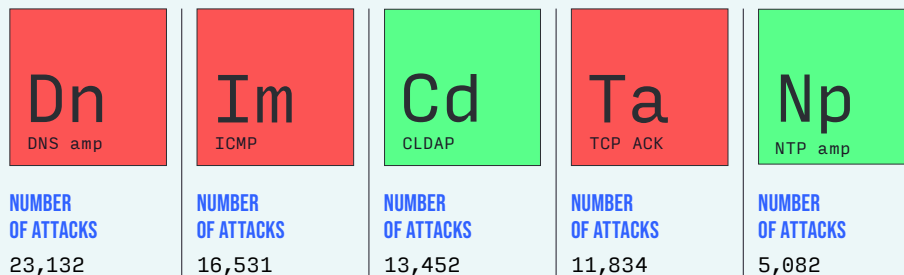 Dn
DNS amp
NUMBER
OF ATTACKS
23,132
Im
ICMP
NUMBER
OF ATTACKS
16,531
Cd
CLDAP
NUMBER
OF ATTACKS
13,452
Ta
TCP ACK
NUMBER
OF ATTACKS
11,834
Np
NTP amp
NUMBER
OF ATTACKS
5,082